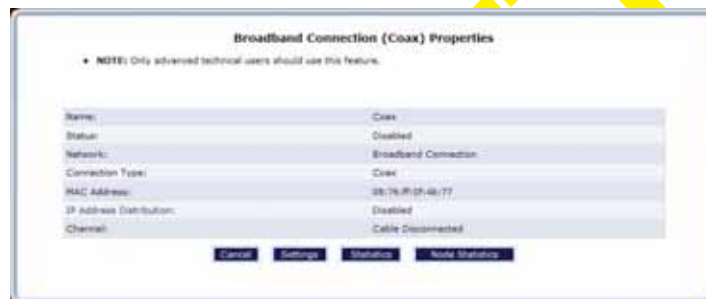 Broadband Connection (Coax) Properties
• NOTE: Only advanced technical users should use this feature.
Name: Coax
Status: Disabled
Network: Broadband Connection
Connection Type: Coax
MAC Address:
IP Address Distribution: Disabled
Channel: Cable Disconnected
Cancel Settings Statistics Node Statistics